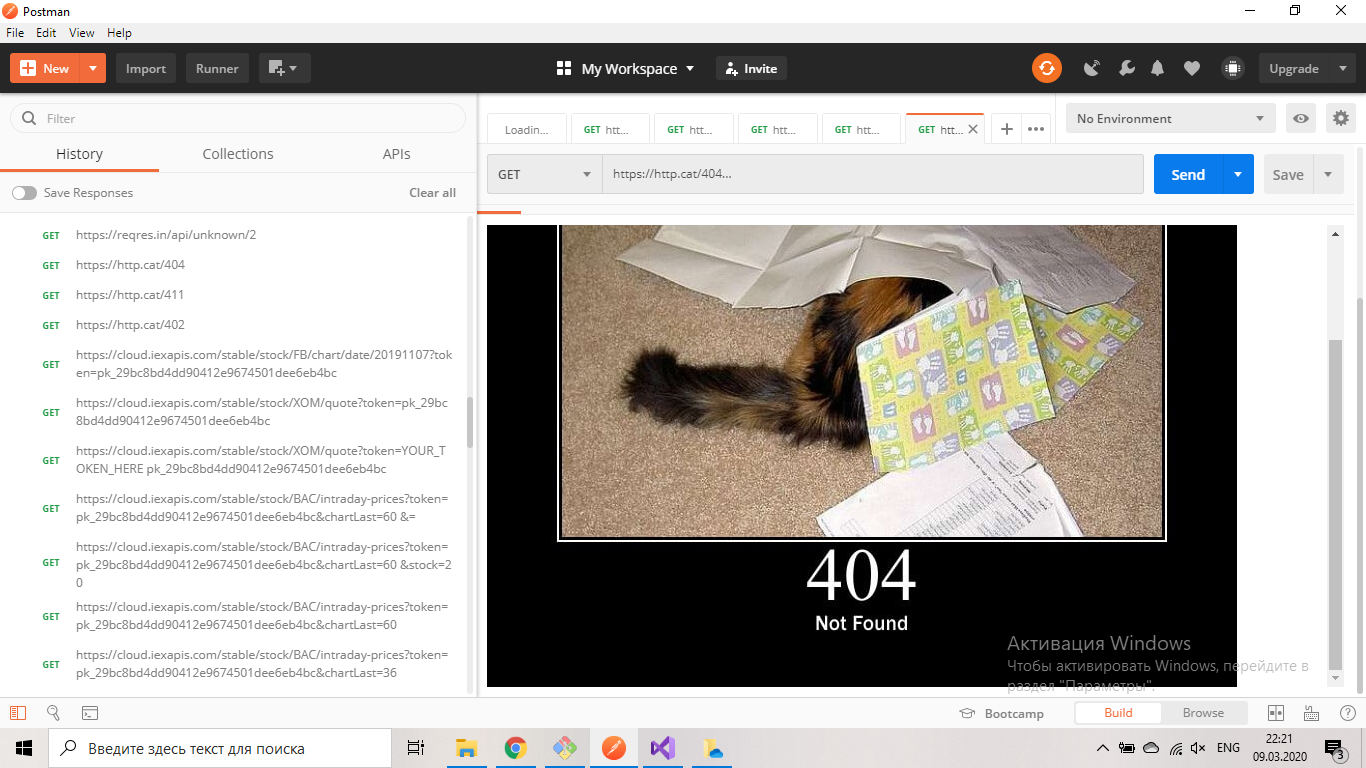 Postman
File Edit View Help
New Import Runner My Workspace Invite Upgrade
Filter
History Collections APIs
Save Responses Clear all
GET https://reqres.in/api/unknown/2
GET https://http.cat/404
GET https://http.cat/411
GET https://http.cat/402
GET https://cloud.iexapis.com/stable/stock/FB/chart/date/20191107?tok
en=pk_29bc8bd4dd90412e9674501dee6eb4bc
GET https://cloud.iexapis.com/stable/stock/XOM/quote?token=pk_29bc
8bd4dd90412e9674501dee6eb4bc
GET https://cloud.iexapis.com/stable/stock/XOM/quote?token=YOUR_T
OKEN_HERE pk_29bc8bd4dd90412e9674501dee6eb4bc
GET https://cloud.iexapis.com/stable/stock/BAC/intraday-prices?token=
pk_29bc8bd4dd90412e9674501dee6eb4bc&chartLast=60 &=
GET https://cloud.iexapis.com/stable/stock/BAC/intraday-prices?token=
pk_29bc8bd4dd90412e9674501dee6eb4bc&chartLast=60 &stock=2
0
GET https://cloud.iexapis.com/stable/stock/BAC/intraday-prices?token=
pk_29bc8bd4dd90412e9674501dee6eb4bc&chartLast=60
GET https://cloud.iexapis.com/stable/stock/BAC/intraday-prices?token=
pk_29bc8bd4dd90412e9674501dee6eb4bc&chartLast=36
Loadin... GET htt... GET htt... GET htt... GET htt... GET htt...
No Environment
GET https://http.cat/404... Send Save
404
Not Found
Активация Windows
Чтобы активировать Windows, перейдите в
раздел "Параметры".
Bootcamp Build Browse
Введите здесь текст для поиска
ENG
22:21
09.03.2020
3